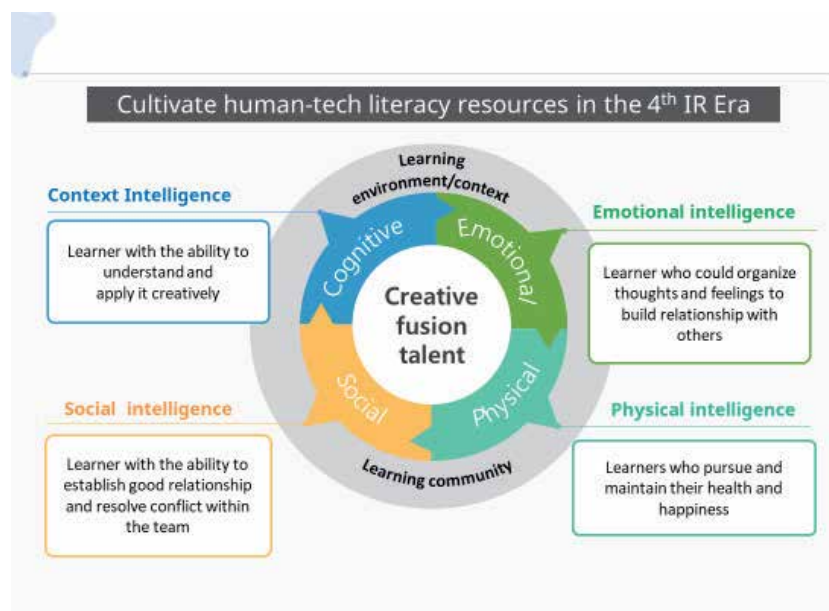 Cultivate human-tech literacy resources in the 4th IR Era
Learning
environment/context
Context Intelligence
Learner with the ability to
understand and
apply it creatively
Emotional intelligence
Learner who could organize
thoughts and feelings to
build relationship with
others
Cognitive
Emotional
Creative
fusion
talent
Social
Physical
Learning community
Social intelligence
Learner with the ability to
establish good relationship
and resolve conflict within
the team
Physical intelligence
Learners who pursue and
maintain their health and
happiness